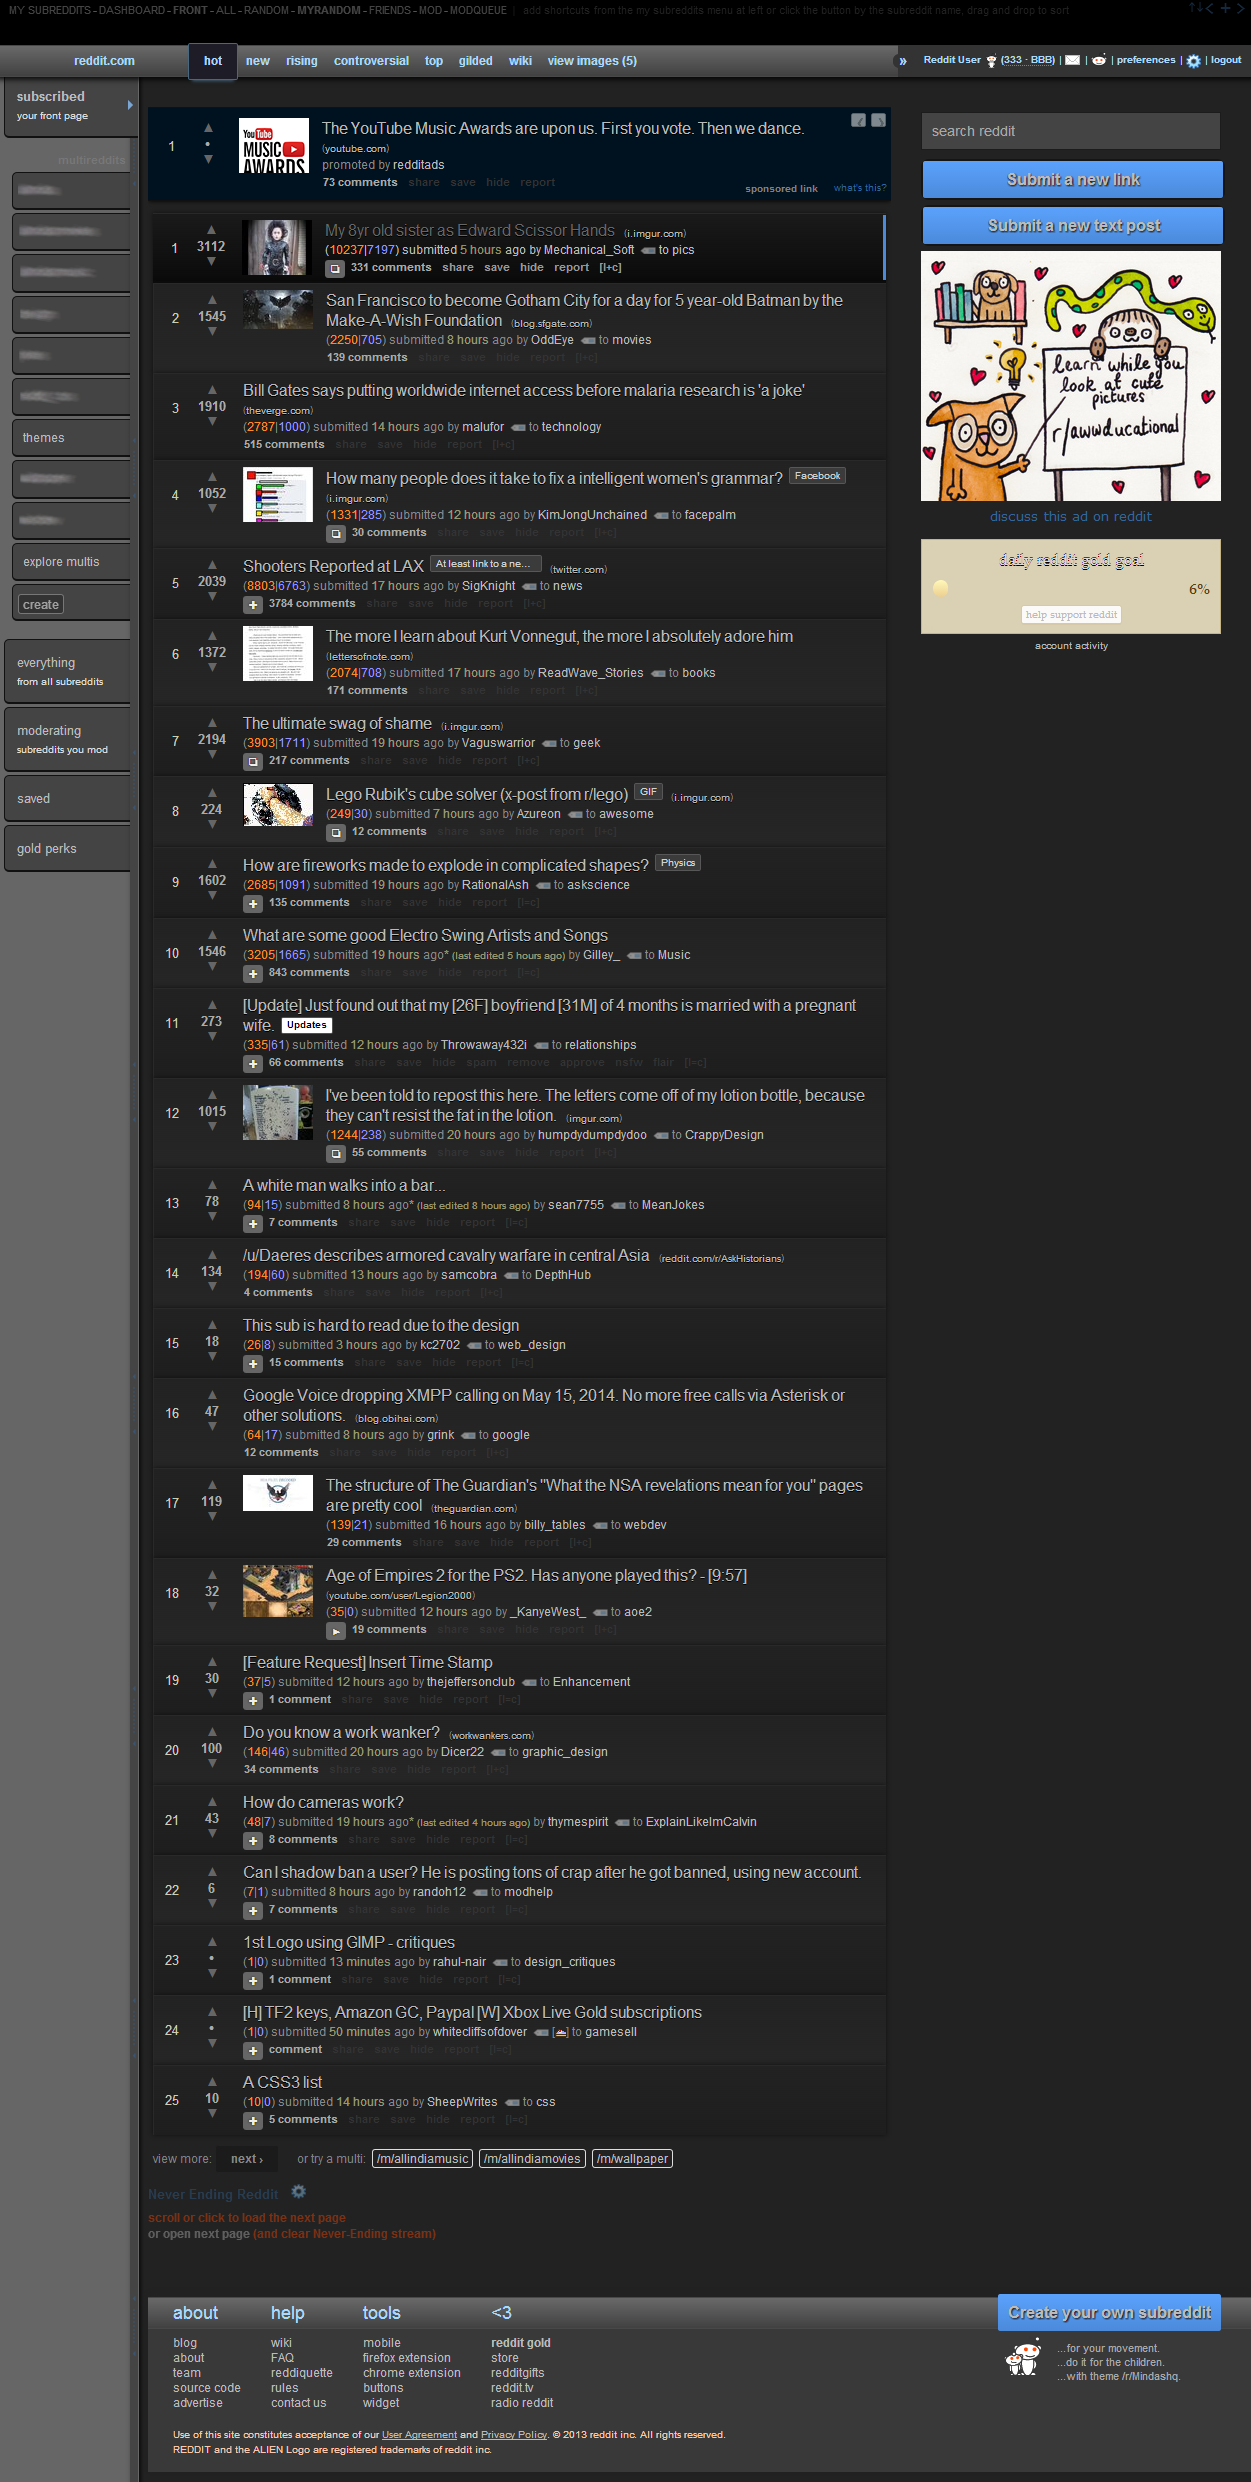 MY SUBREDDITS - DASHBOARD - FRONT - ALL - RANDOM - MYRANDOM - FRIENDS - MOD - MODQUEUE | add shortcuts from the my subreddits menu at left or click the button by the subreddit name, drag and drop to sort
reddit.com hot new rising controversial top gilded wiki view images (5)
» Reddit User (333 · BBB) | | | preferences | | logout
subscribed
your front page
multireddits
themes
explore multis
create
everything
from all subreddits
moderating
subreddits you mod
saved
gold perks
1
You Tube MUSIC AWARDS
The YouTube Music Awards are upon us. First you vote. Then we dance.
(youtube.com)
promoted by redditads
73 comments share save hide report
sponsored link what's this?
1 3112
My 8yr old sister as Edward Scissor Hands (i.imgur.com)
(10237|7197) submitted 5 hours ago by Mechanical_Soft to pics
331 comments share save hide report [l+c]
2 1545
San Francisco to become Gotham City for a day for 5 year-old Batman by the
Make-A-Wish Foundation (blog.sfgate.com)
(2250|705) submitted 8 hours ago by OddEye to movies
139 comments share save hide report [l+c]
3 1910
Bill Gates says putting worldwide internet access before malaria research is 'a joke'
(theverge.com)
(2787|1000) submitted 14 hours ago by malufor to technology
515 comments share save hide report [l+c]
4 1052
How many people does it take to fix a intelligent women's grammar? Facebook
(i.imgur.com)
(1331|285) submitted 12 hours ago by KimJongUnchained to facepalm
30 comments share save hide report [l+c]
5 2039
Shooters Reported at LAX At least link to a ne... (twitter.com)
(8803|6763) submitted 17 hours ago by SigKnight to news
3784 comments share save hide report [l+c]
6 1372
The more I learn about Kurt Vonnegut, the more I absolutely adore him
(lettersofnote.com)
(2074|708) submitted 17 hours ago by ReadWave_Stories to books
171 comments share save hide report [l+c]
7 2194
The ultimate swag of shame (i.imgur.com)
(3903|1711) submitted 19 hours ago by Vaguswarrior to geek
217 comments share save hide report [l+c]
8 224
Lego Rubik's cube solver (x-post from r/lego) GIF (i.imgur.com)
(249|30) submitted 7 hours ago by Azureon to awesome
12 comments share save hide report [l+c]
9 1602
How are fireworks made to explode in complicated shapes? Physics
(2685|1091) submitted 19 hours ago by RationalAsh to askscience
135 comments share save hide report [l=c]
10 1546
What are some good Electro Swing Artists and Songs
(3205|1665) submitted 19 hours ago* (last edited 5 hours ago) by Gilley_ to Music
843 comments share save hide report [l=c]
11 273
[Update] Just found out that my [26F] boyfriend [31M] of 4 months is married with a pregnant
wife. Updates
(335|61) submitted 12 hours ago by Throwaway432i to relationships
66 comments share save hide spam remove approve nsfw flair [l=c]
12 1015
I've been told to repost this here. The letters come off of my lotion bottle, because
they can't resist the fat in the lotion. (imgur.com)
(1244|238) submitted 20 hours ago by humpdydumpdydoo to CrappyDesign
55 comments share save hide report [l+c]
13 78
A white man walks into a bar...
(94|15) submitted 8 hours ago* (last edited 8 hours ago) by sean7755 to MeanJokes
7 comments share save hide report [l=c]
14 134
/u/Daeres describes armored cavalry warfare in central Asia (reddit.com/r/AskHistorians)
(194|60) submitted 13 hours ago by samcobra to DepthHub
4 comments share save hide report [l+c]
15 18
This sub is hard to read due to the design
(26|8) submitted 3 hours ago by kc2702 to web_design
15 comments share save hide report [l=c]
16 47
Google Voice dropping XMPP calling on May 15, 2014. No more free calls via Asterisk or
other solutions. (blog.obihai.com)
(64|17) submitted 8 hours ago by grink to google
12 comments share save hide report [l+c]
17 119
The structure of The Guardian's "What the NSA revelations mean for you" pages
are pretty cool (theguardian.com)
(139|21) submitted 16 hours ago by billy_tables to webdev
29 comments share save hide report [l+c]
18 32
Age of Empires 2 for the PS2. Has anyone played this? - [9:57]
(youtube.com/user/Legion2000)
(35|0) submitted 12 hours ago by _KanyeWest_ to aoe2
19 comments share save hide report [l+c]
19 30
[Feature Request] Insert Time Stamp
(37|5) submitted 12 hours ago by thejeffersonclub to Enhancement
1 comment share save hide report [l=c]
20 100
Do you know a work wanker? (workwankers.com)
(146|46) submitted 20 hours ago by Dicer22 to graphic_design
34 comments share save hide report [l+c]
21 43
How do cameras work?
(48|7) submitted 19 hours ago* (last edited 4 hours ago) by thymespirit to ExplainLikeImCalvin
8 comments share save hide report [l=c]
22 6
Can I shadow ban a user? He is posting tons of crap after he got banned, using new account.
(7|1) submitted 8 hours ago by randoh12 to modhelp
7 comments share save hide report [l=c]
23 •
1st Logo using GIMP - critiques
(1|0) submitted 13 minutes ago by rahul-nair to design_critiques
1 comment share save hide report [l=c]
24 •
[H] TF2 keys, Amazon GC, Paypal [W] Xbox Live Gold subscriptions
(1|0) submitted 50 minutes ago by whitecliffsofdover [] to gamesell
comment share save hide report [l=c]
25 10
A CSS3 list
(10|0) submitted 14 hours ago by SheepWrites to css
5 comments share save hide report [l=c]
view more: next › or try a multi: /m/allindiamusic /m/allindiamovies /m/wallpaper
Never Ending Reddit
scroll or click to load the next page
or open next page (and clear Never-Ending stream)
search reddit
Submit a new link
Submit a new text post
learn while you
look at cute
pictures
r/awwducational
discuss this ad on reddit
daily reddit gold goal
6%
help support reddit
account activity
about help tools <3
blog wiki mobile reddit gold
about FAQ firefox extension store
team reddiquette chrome extension redditgifts
source code rules buttons reddit.tv
advertise contact us widget radio reddit
Create your own subreddit
...for your movement.
...do it for the children.
...with theme /r/Mindashq.
Use of this site constitutes acceptance of our User Agreement and Privacy Policy. © 2013 reddit inc. All rights reserved.
REDDIT and the ALIEN Logo are registered trademarks of reddit inc.